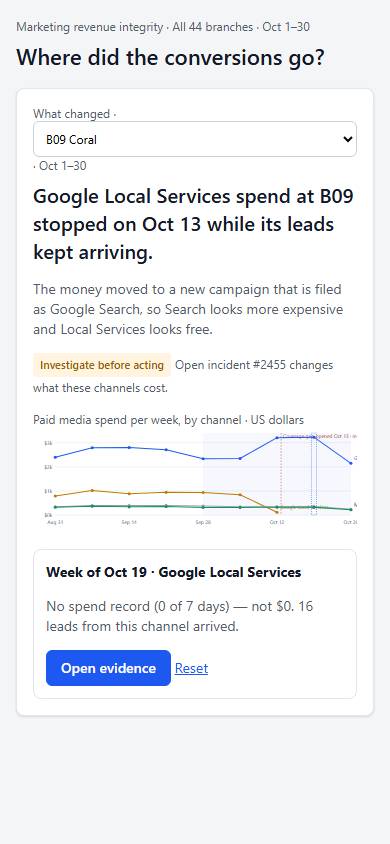 Marketing revenue integrity · All 44 branches · Oct 1–30
Where did the conversions go?
What changed ·
B09 Coral
· Oct 1–30
Google Local Services spend at B09
stopped on Oct 13 while its leads
kept arriving.
The money moved to a new campaign that is filed
as Google Search, so Search looks more expensive
and Local Services looks free.
Investigate before acting Open incident #2455 changes
what these channels cost.
Paid media spend per week, by channel · US dollars
$3k
$2k
$1k
$0k
Aug 31
Sep 14
Sep 28
Oct 12
Week of Oct 19 · Google Local Services
No spend record (0 of 7 days) — not $0. 16
leads from this channel arrived.
Open evidence Reset